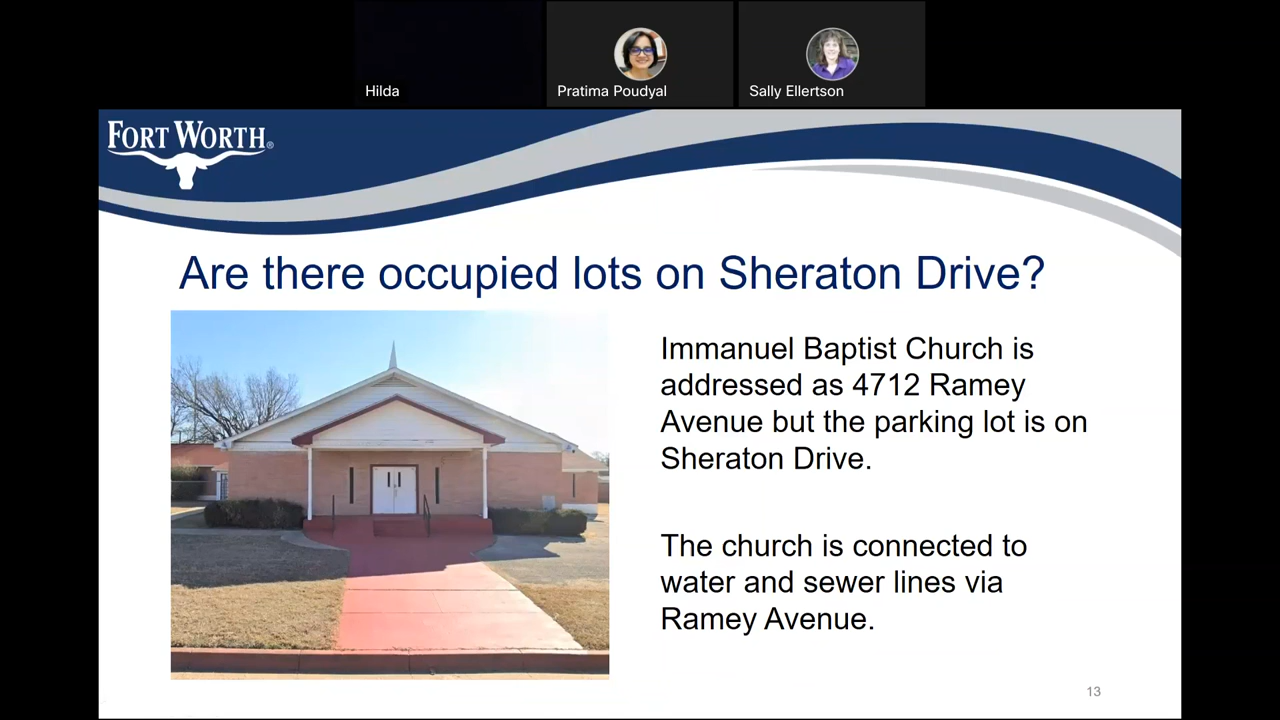 Hilda
Pratima Poudyal
Sally Ellertson
FORT WORTH®
Are there occupied lots on Sheraton Drive?
Immanuel Baptist Church is
addressed as 4712 Ramey
Avenue but the parking lot is on
Sheraton Drive.
The church is connected to
water and sewer lines via
Ramey Avenue.
13